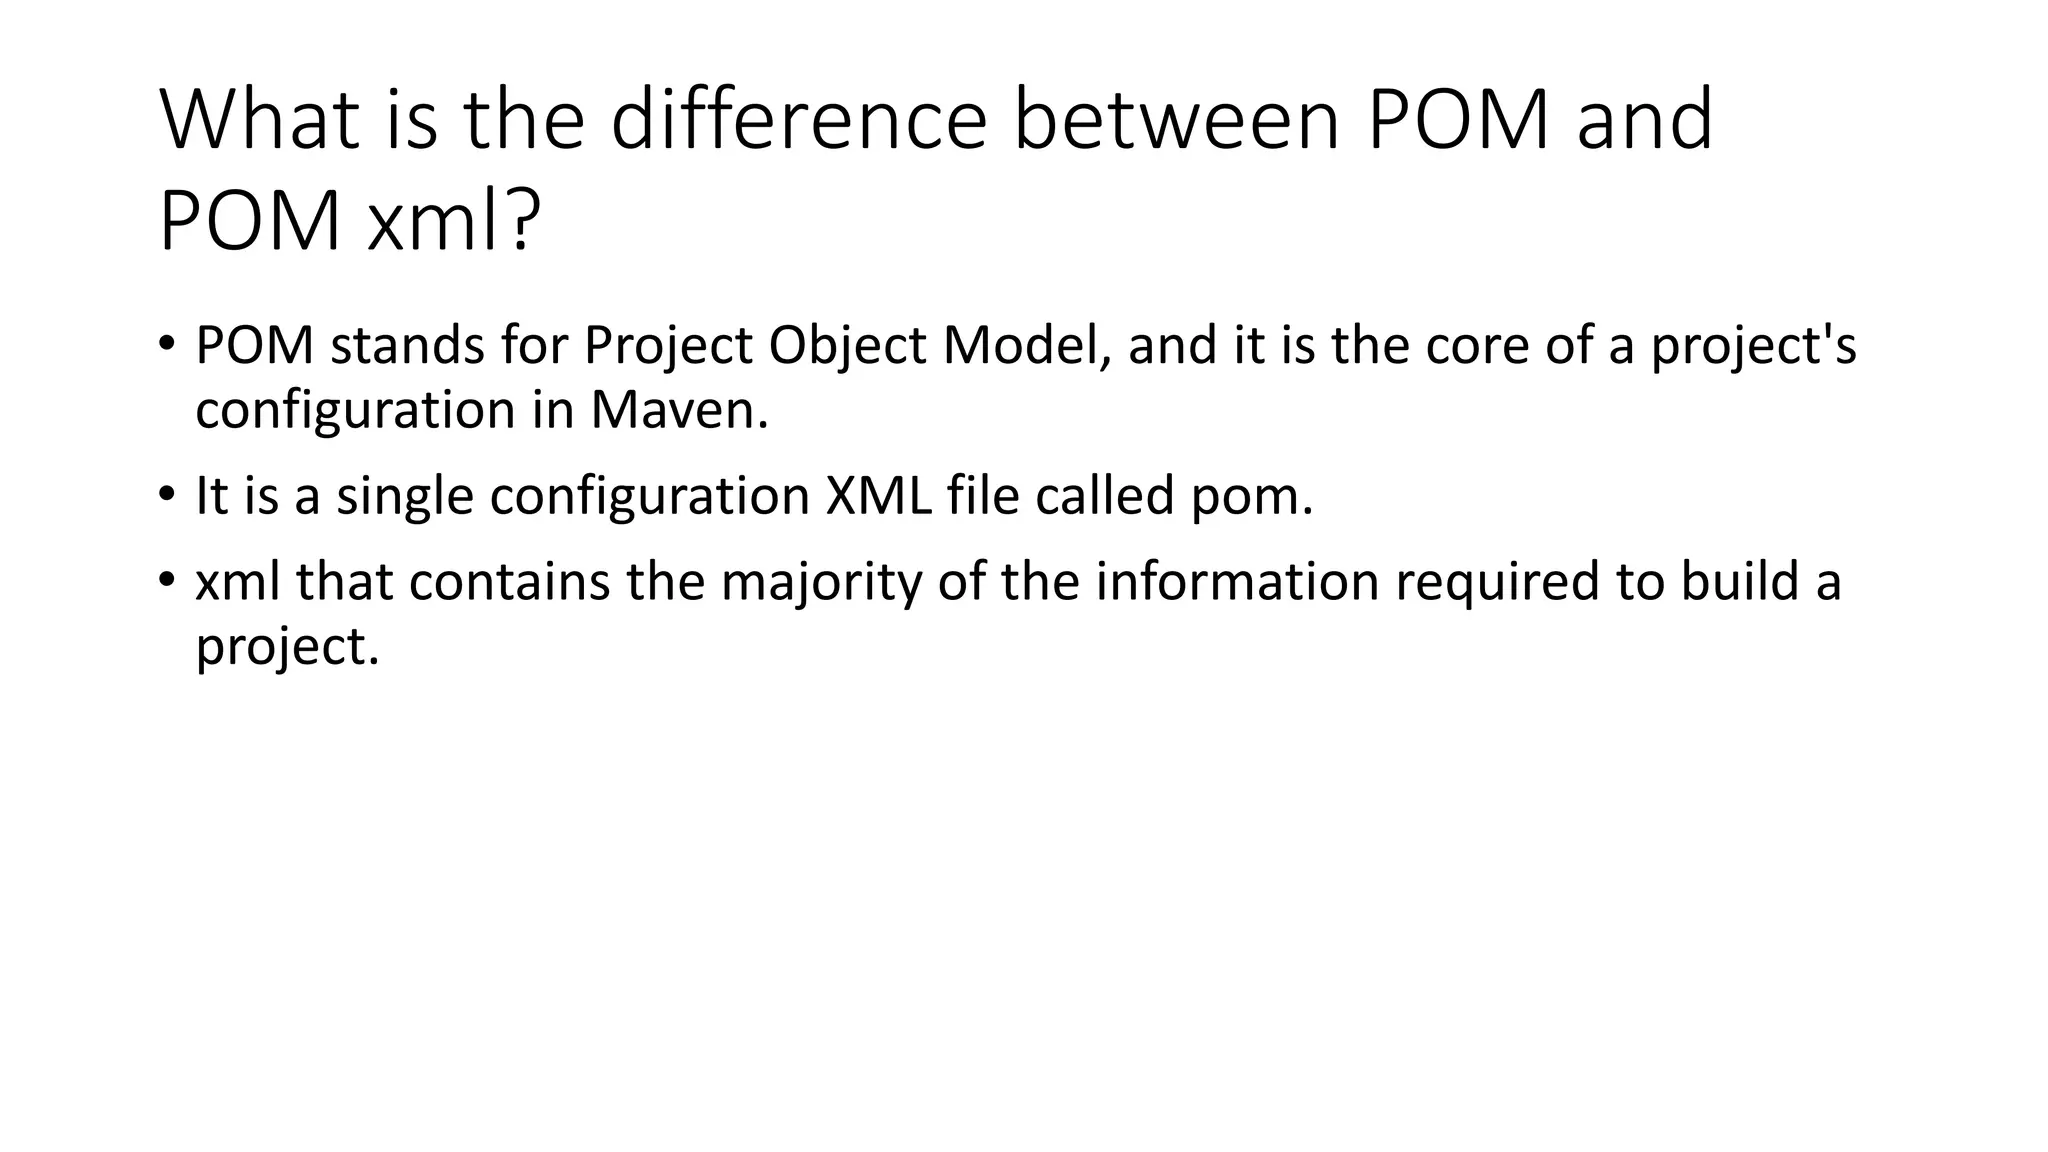 What is the difference between POM and
POM xml?
• POM stands for Project Object Model, and it is the core of a project's
configuration in Maven.
• It is a single configuration XML file called pom.
• xml that contains the majority of the information required to build a
project.